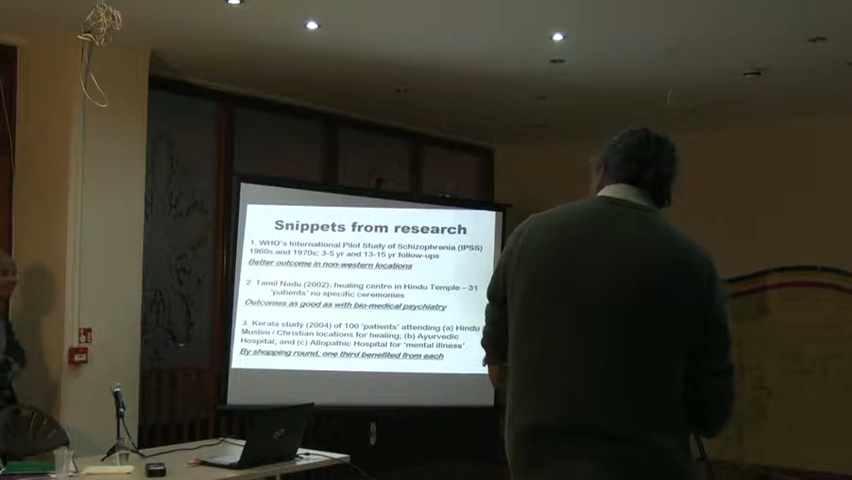 Snippets from research
1. WHO's International Pilot Study of Schizophrenia (IPSS)
1960s and 1970s; 3-5 yr and 13-15 yr follow-ups
Better outcome in non-western locations
2. Tamil Nadu (2002): healing centre in Hindu Temple – 31
'patients' no specific ceremonies
Outcomes as good as with bio-medical psychiatry
3. Kerala study (2004) of 100 'patients' attending (a) Hindu
Muslim / Christian locations for healing; (b) Ayurvedic
Hospital; and (c) Allopathic Hospital for 'mental illness'
By shopping round, one third benefited from each